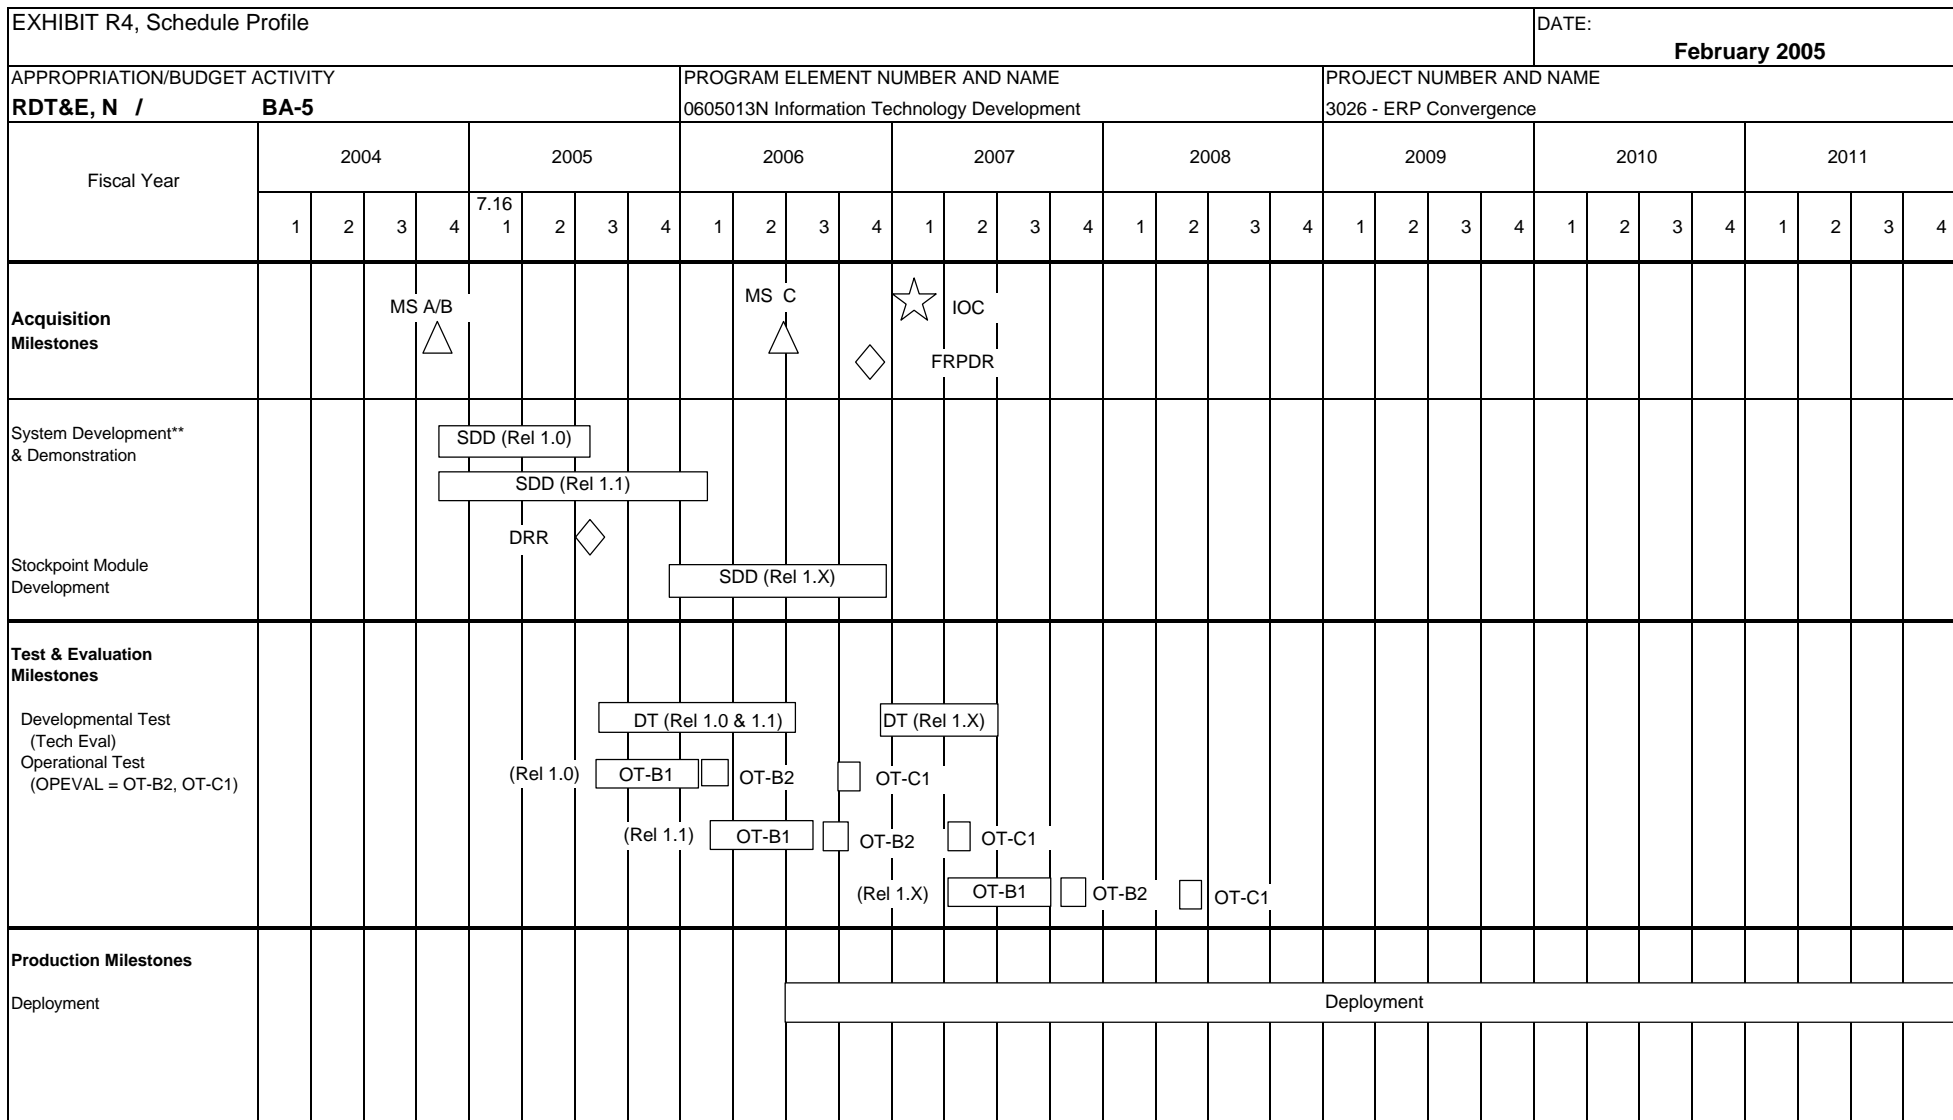 EXHIBIT R4, Schedule Profile
DATE:
February 2005
APPROPRIATION/BUDGET ACTIVITY
PROGRAM ELEMENT NUMBER AND NAME
PROJECT NUMBER AND NAME
RDT&E, N / BA-5
0605013N Information Technology Development
3026 - ERP Convergence
Fiscal Year
2004 2005 2006 2007 2008 2009 2010 2011
7.16
1 2 3 4 1 2 3 4 1 2 3 4 1 2 3 4 1 2 3 4 1 2 3 4 1 2 3 4 1 2 3 4
Acquisition
Milestones
MS A/B
MS C
IOC
FRPDR
System Development**
& Demonstration
SDD (Rel 1.0)
SDD (Rel 1.1)
DRR
Stockpoint Module
Development
SDD (Rel 1.X)
Test & Evaluation
Milestones
Developmental Test
(Tech Eval)
DT (Rel 1.0 & 1.1)
DT (Rel 1.X)
Operational Test
(OPEVAL = OT-B2, OT-C1)
(Rel 1.0) OT-B1 OT-B2 OT-C1
(Rel 1.1) OT-B1 OT-B2 OT-C1
(Rel 1.X) OT-B1 OT-B2 OT-C1
Production Milestones
Deployment
Deployment